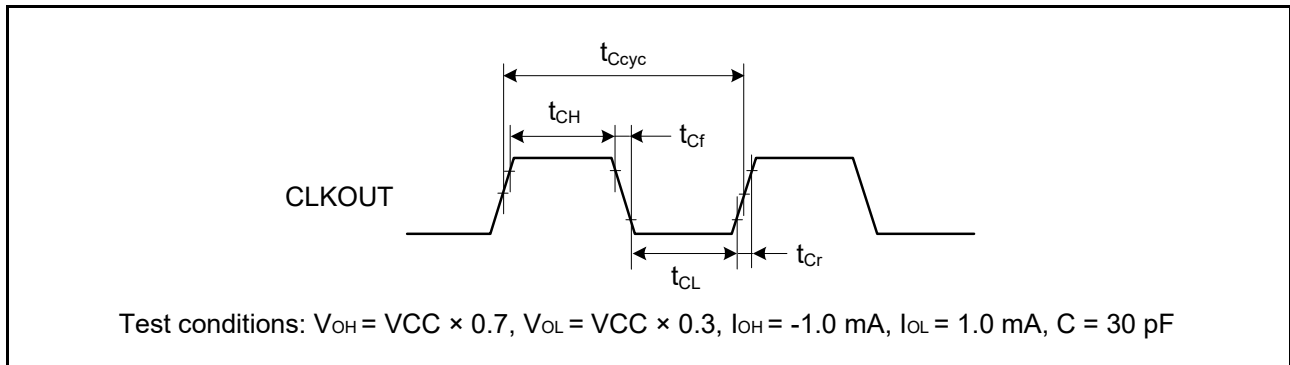 tCcyc
tCH
tCf
CLKOUT
tCr
tCL
Test conditions: VOH = VCC × 0.7, VOL = VCC × 0.3, IOH = -1.0 mA, IOL = 1.0 mA, C = 30 pF